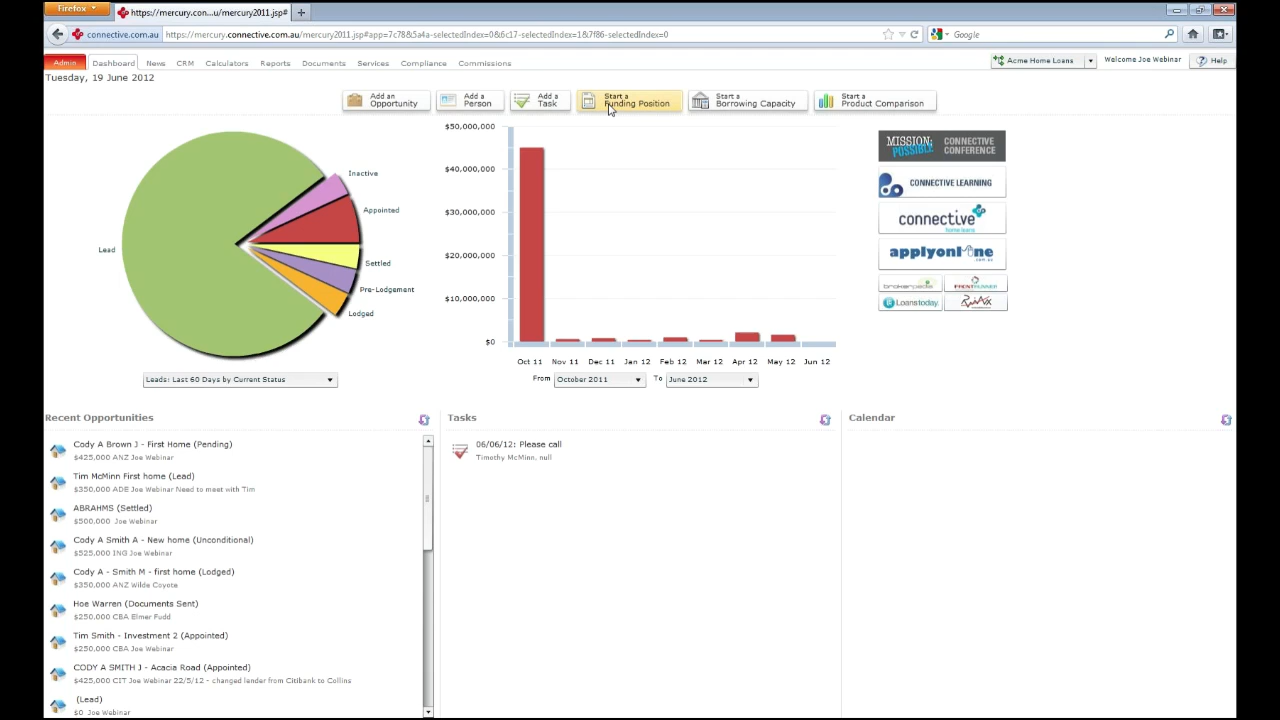 Firefox
https://mercury.con...u/mercury2011.jsp#
connective.com.au
https://mercury.connective.com.au/mercury2011.jsp#app=7c78&5a4a-selectedIndex=0&6c17-selectedIndex=1&7f86-selectedIndex=0
Google
Admin
Dashboard
News
CRM
Calculators
Reports
Documents
Services
Compliance
Commissions
Acme Home Loans
Welcome Joe Webinar
Help
Tuesday, 19 June 2012
Add an
Opportunity
Add a
Person
Add a
Task
Start a
Funding Position
Start a
Borrowing Capacity
Start a
Product Comparison
Inactive
Appointed
Lead
Settled
Pre-Lodgement
Lodged
Leads: Last 60 Days by Current Status
$50,000,000
$40,000,000
$30,000,000
$20,000,000
$10,000,000
$0
Oct 11
Nov 11
Dec 11
Jan 12
Feb 12
Mar 12
Apr 12
May 12
Jun 12
From
October 2011
To
June 2012
MISSION:
POSSIBLE
CONNECTIVE
CONFERENCE
CONNECTIVE LEARNING
connective
home loans
applyonline
.com.au
brokerpedia
Loanstoday
Recent Opportunities
Cody A Brown J - First Home (Pending)
$425,000 ANZ Joe Webinar
Tim McMinn First home (Lead)
$350,000 ADE Joe Webinar Need to meet with Tim
ABRAHMS (Settled)
$500,000 Joe Webinar
Cody A Smith A - New home (Unconditional)
$525,000 ING Joe Webinar
Cody A - Smith M - first home (Lodged)
$350,000 ANZ Wilde Coyote
Hoe Warren (Documents Sent)
$250,000 CBA Elmer Fudd
Tim Smith - Investment 2 (Appointed)
$250,000 CBA Joe Webinar
CODY A SMITH J - Acacia Road (Appointed)
$425,000 CIT Joe Webinar 22/5/12 - changed lender from Citibank to Collins
(Lead)
$0 Joe Webinar
Tasks
06/06/12: Please call
Timothy McMinn, null
Calendar